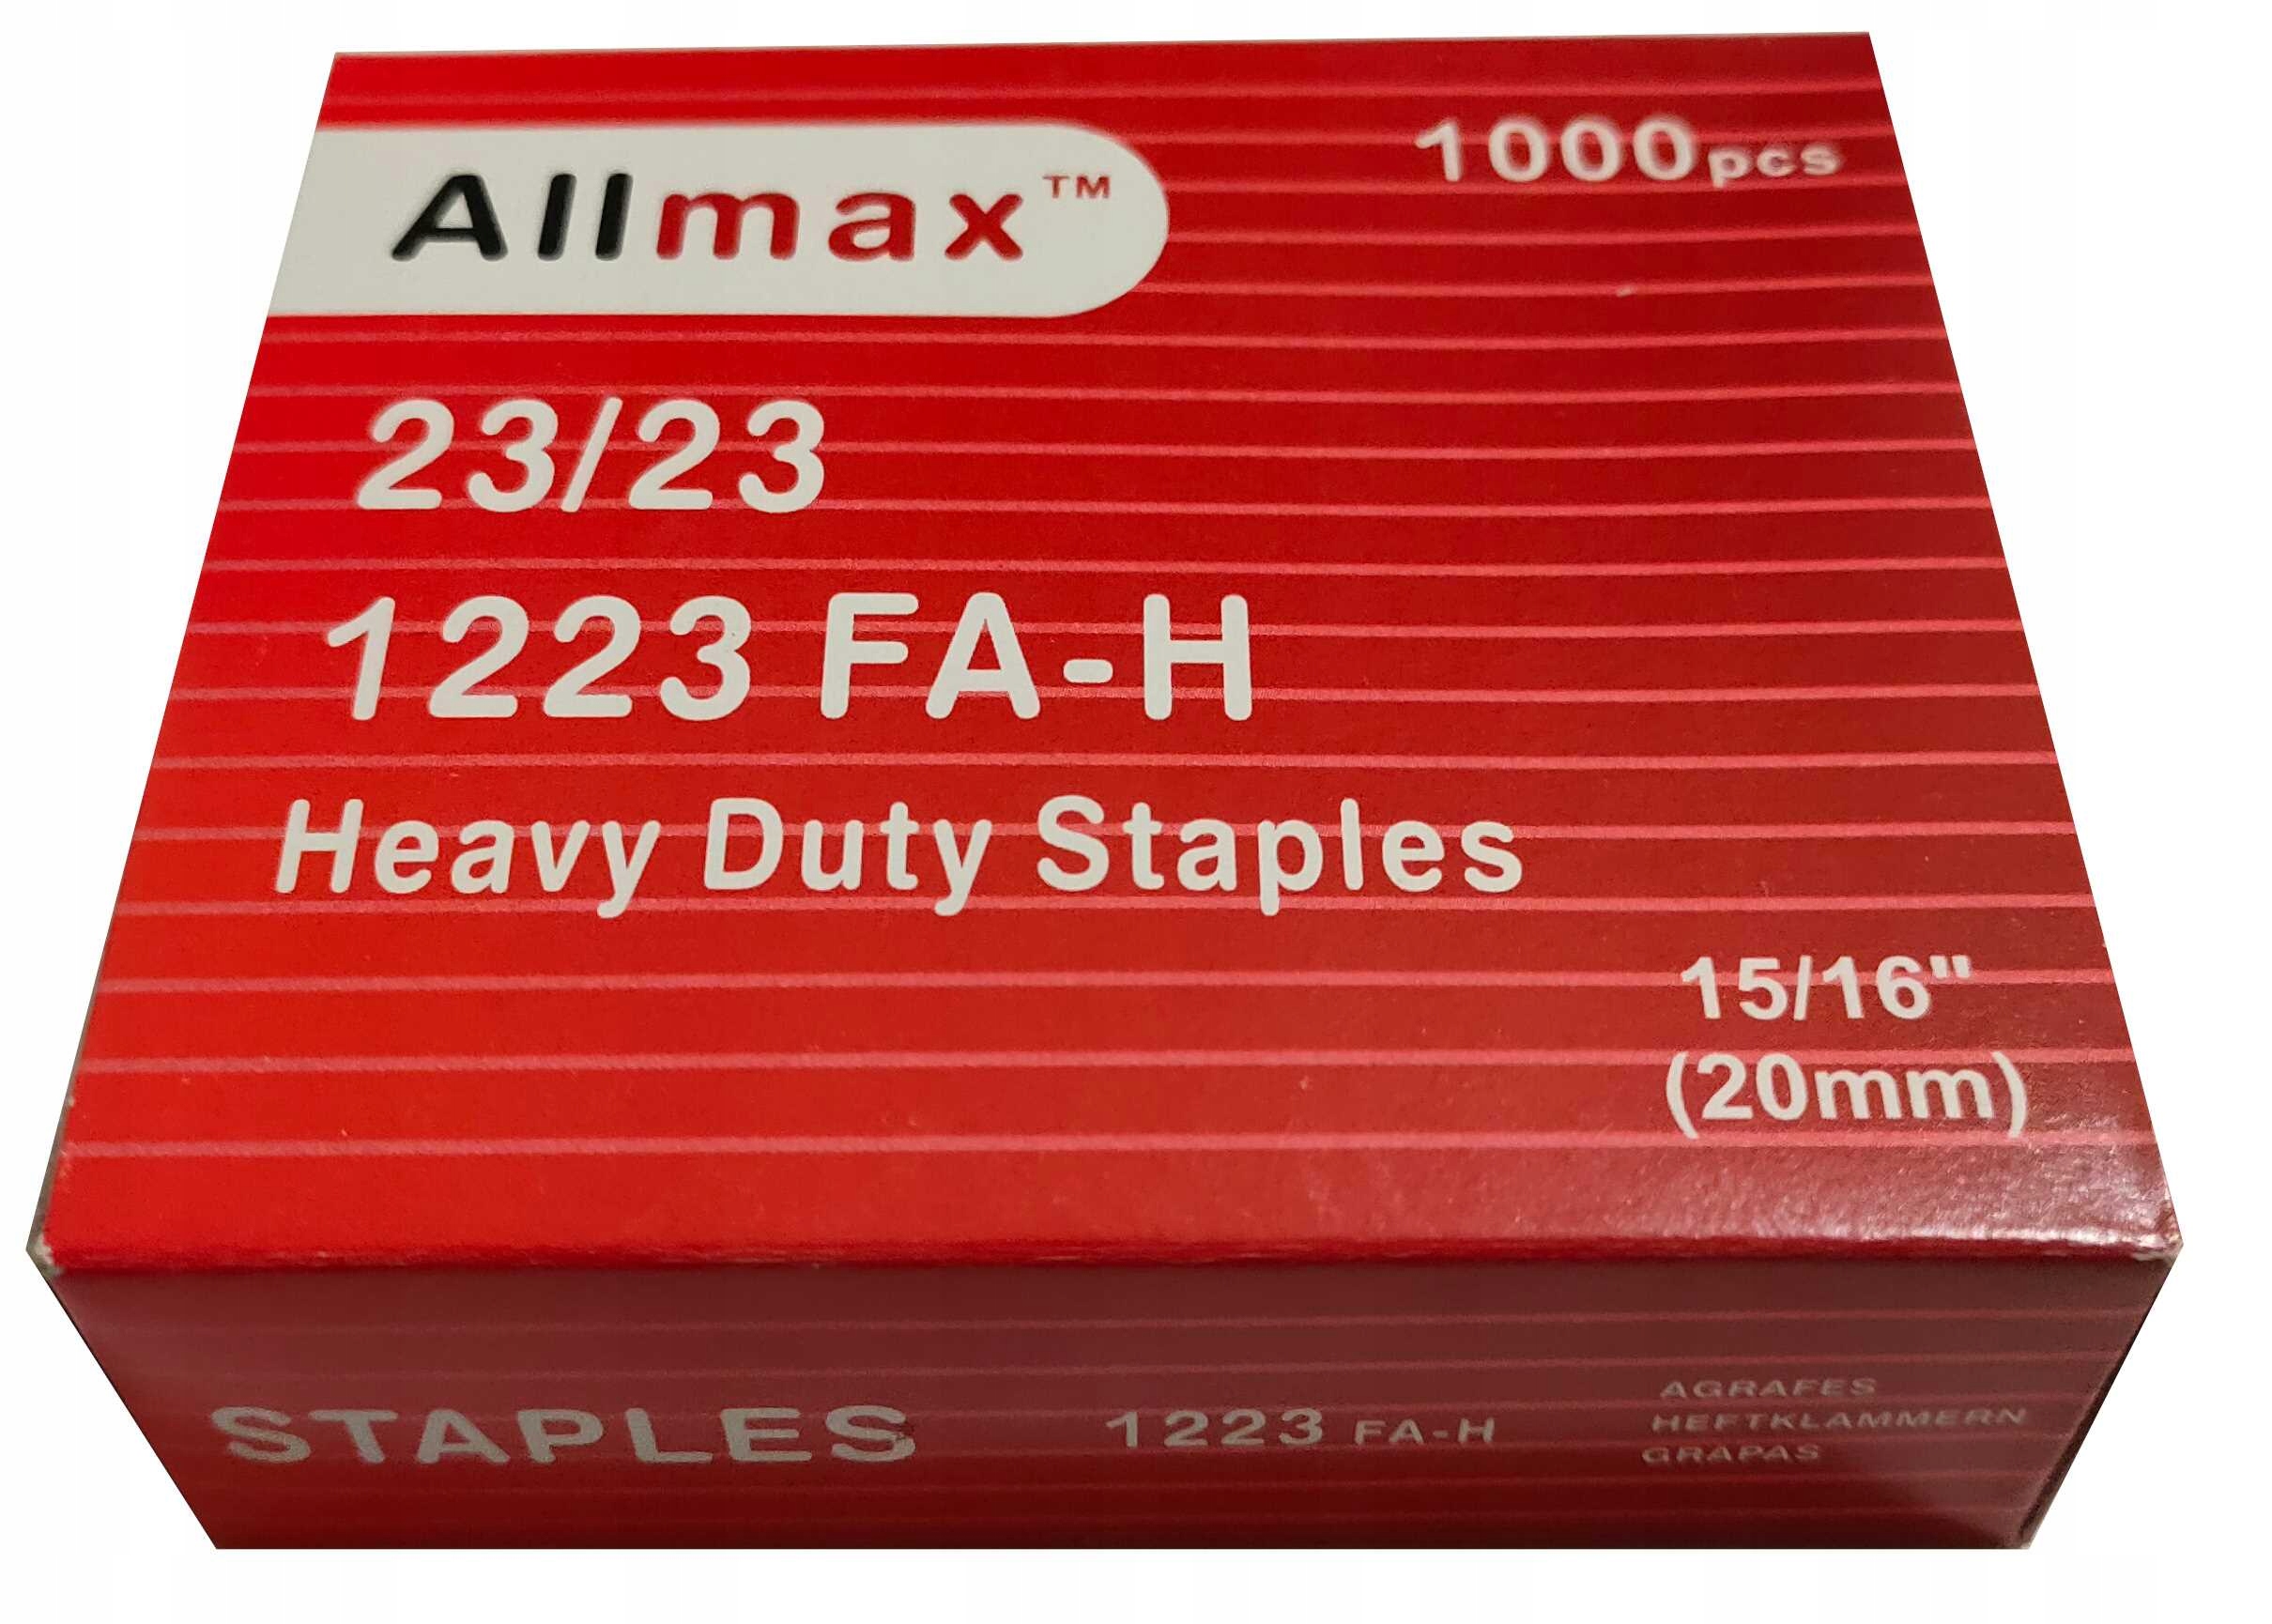 Allmax™
1000pcs
23/23
1223 FA-H
Heavy Duty Staples
15/16"
(20mm)
STAPLES
1223 FA-H
AGRAFES
HEFTKLAMMERN
GRAPAS